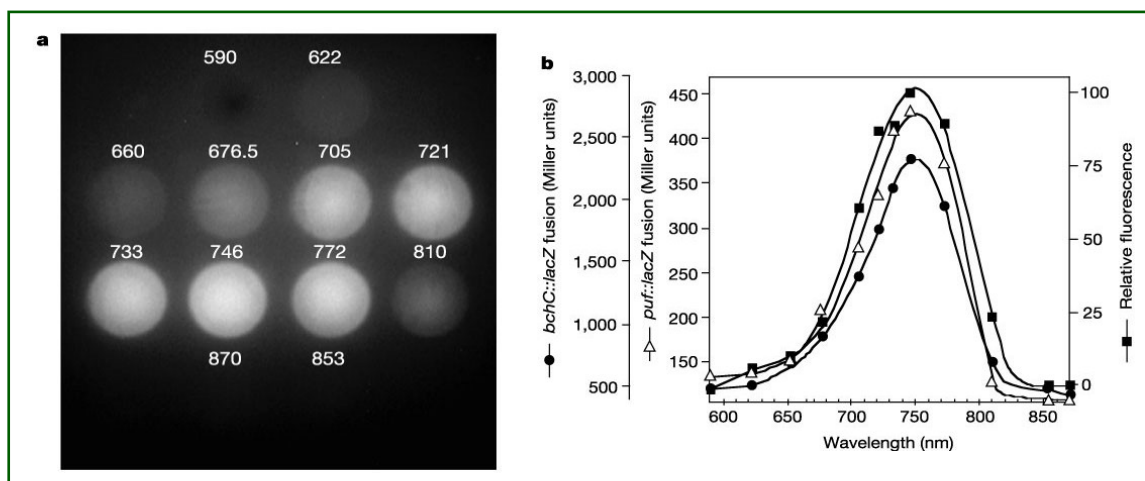 a
590 622
660 676.5 705 721
733 746 772 810
870 853
b
bchC::lacZ fusion (Miller units)
3,000
2,500
2,000
1,500
1,000
500
puf::lacZ fusion (Miller units)
450
400
350
300
250
200
150
100
75
50
25
0
Relative fluorescence
600 650 700 750 800 850
Wavelength (nm)